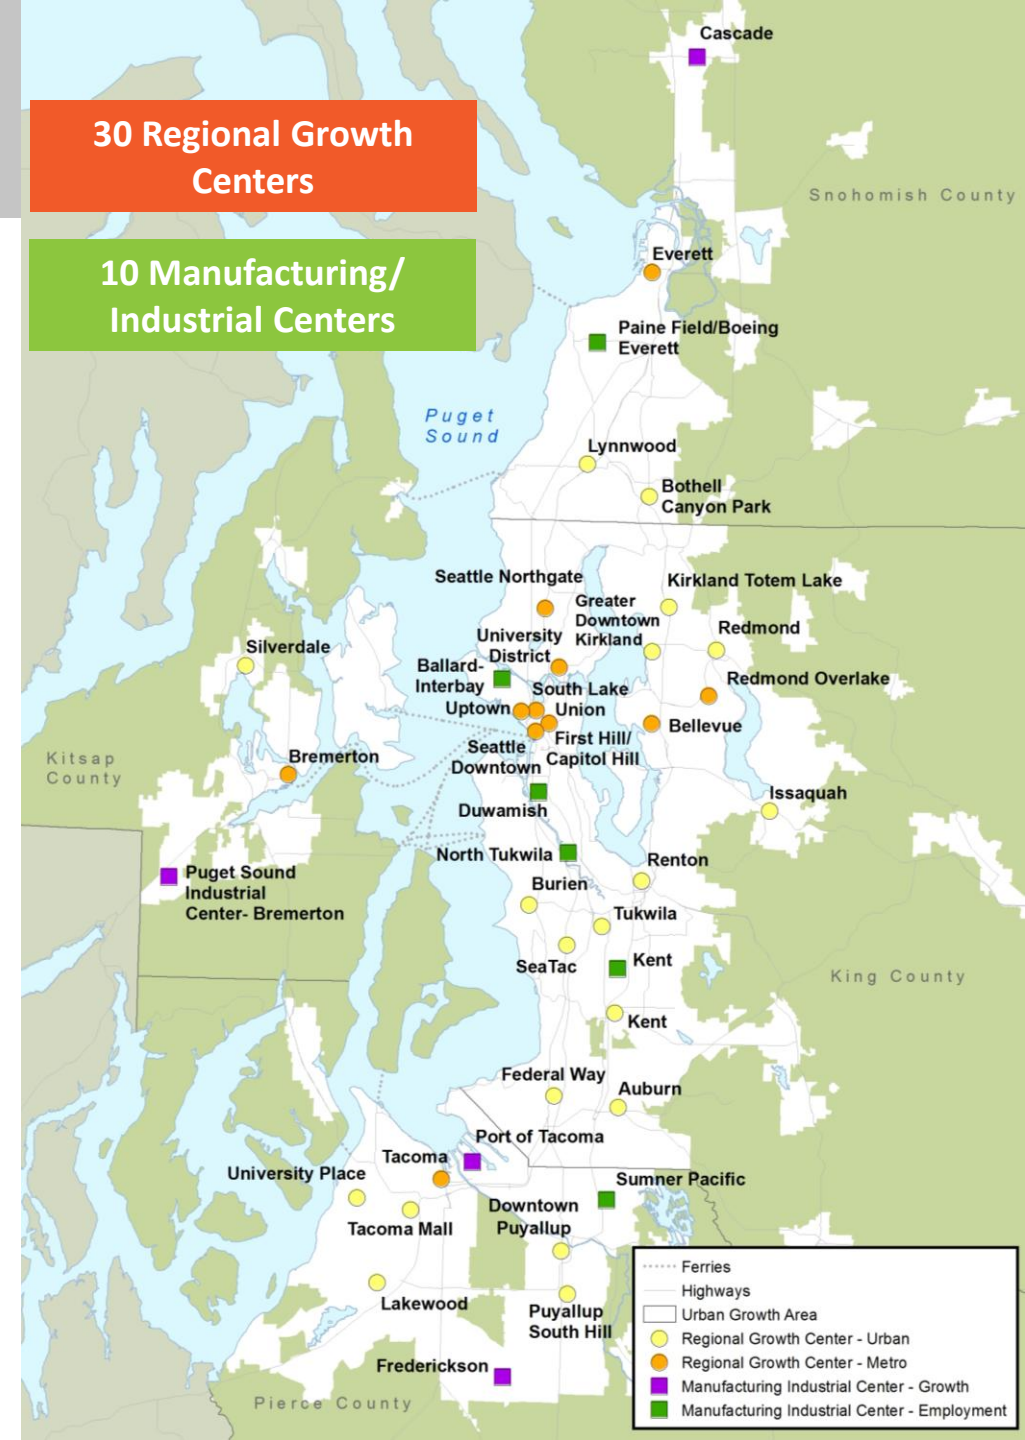 30 Regional Growth
Centers
10 Manufacturing/
Industrial Centers
Cascade
Snohomish County
Everett
Paine Field/Boeing
Everett
Puget
Sound
Lynnwood
Bothell
Canyon Park
Seattle Northgate
Kirkland Totem Lake
Greater
Downtown
Kirkland
Redmond
University
District
Silverdale
Ballard-
Interbay
Redmond Overlake
South Lake
Union
Uptown
Bellevue
First Hill/
Capitol Hill
Seattle
Downtown
Kitsap
County
Bremerton
Issaquah
Duwamish
North Tukwila
Renton
Puget Sound
Industrial
Center- Bremerton
Burien
Tukwila
SeaTac
Kent
King County
Kent
Federal Way
Auburn
Port of Tacoma
Tacoma
University Place
Sumner Pacific
Downtown
Puyallup
Tacoma Mall
Lakewood
Puyallup
South Hill
Frederickson
Pierce County
Ferries
Highways
Urban Growth Area
Regional Growth Center - Urban
Regional Growth Center - Metro
Manufacturing Industrial Center - Growth
Manufacturing Industrial Center - Employment